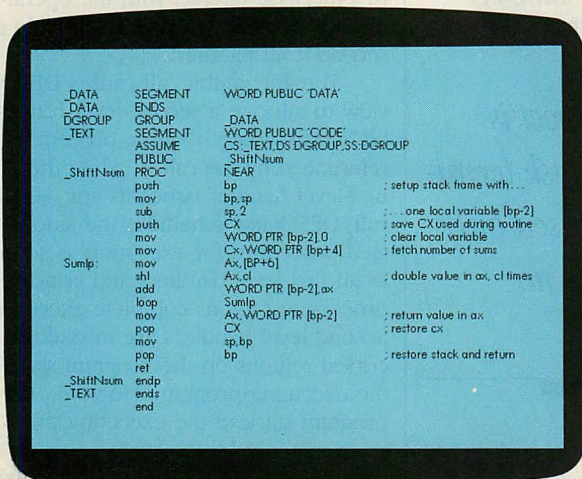 _DATA SEGMENT WORD PUBLIC 'DATA'
_DATA ENDS
DGROUP GROUP _DATA
_TEXT SEGMENT WORD PUBLIC 'CODE'
ASSUME CS:_TEXT,DS:DGROUP,SS:DGROUP
PUBLIC _ShiftNsum
_ShiftNsum PROC NEAR
push bp ; setup stack frame with...
mov bp,sp
sub sp,2 ;...one local variable [bp-2]
push CX ; save CX used during routine
mov WORD PTR [bp-2],0 ; clear local variable
mov Cx,WORD PTR [bp+4] ; fetch number of sums
Sumlp: mov Ax,[BP+6]
shl Ax,cl ; double value in ax, cl times
add WORD PTR [bp-2],ax
loop Sumlp
mov Ax,WORD PTR [bp-2] ; return value in ax
pop CX ; restore cx
mov sp,bp
pop bp ; restore stack and return
ret
_ShiftNsum endp
_TEXT ends
end